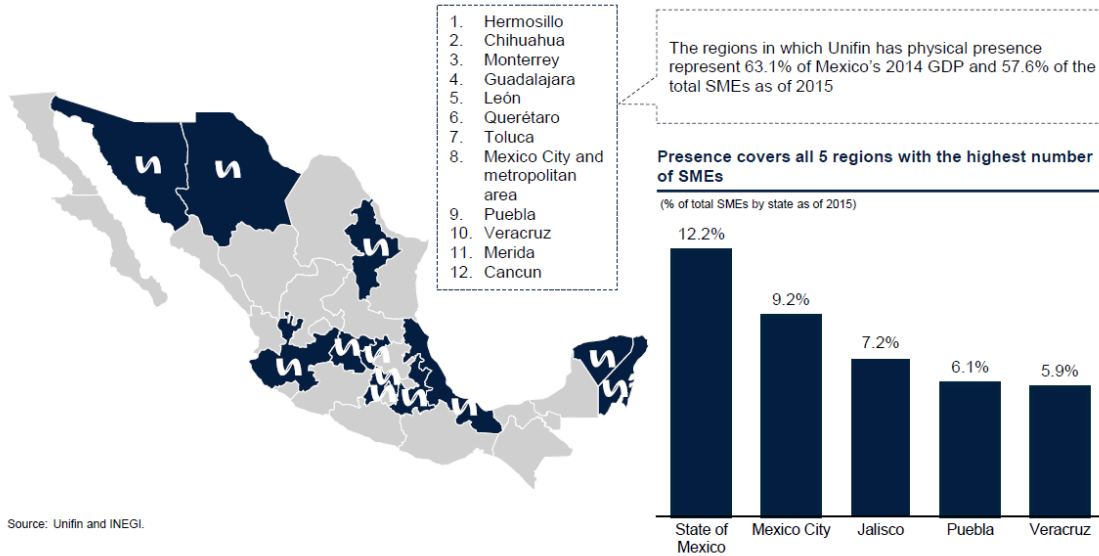 1. Hermosillo
2. Chihuahua
3. Monterrey
4. Guadalajara
5. León
6. Querétaro
7. Toluca
8. Mexico City and
metropolitan
area
9. Puebla
10. Veracruz
11. Merida
12. Cancun
The regions in which Unifin has physical presence
represent 63.1% of Mexico's 2014 GDP and 57.6% of the
total SMEs as of 2015
Presence covers all 5 regions with the highest number
of SMEs
(% of total SMEs by state as of 2015)
12.2%
9.2%
7.2%
6.1%
5.9%
State of
Mexico
Mexico City
Jalisco
Puebla
Veracruz
Source: Unifin and INEGI.